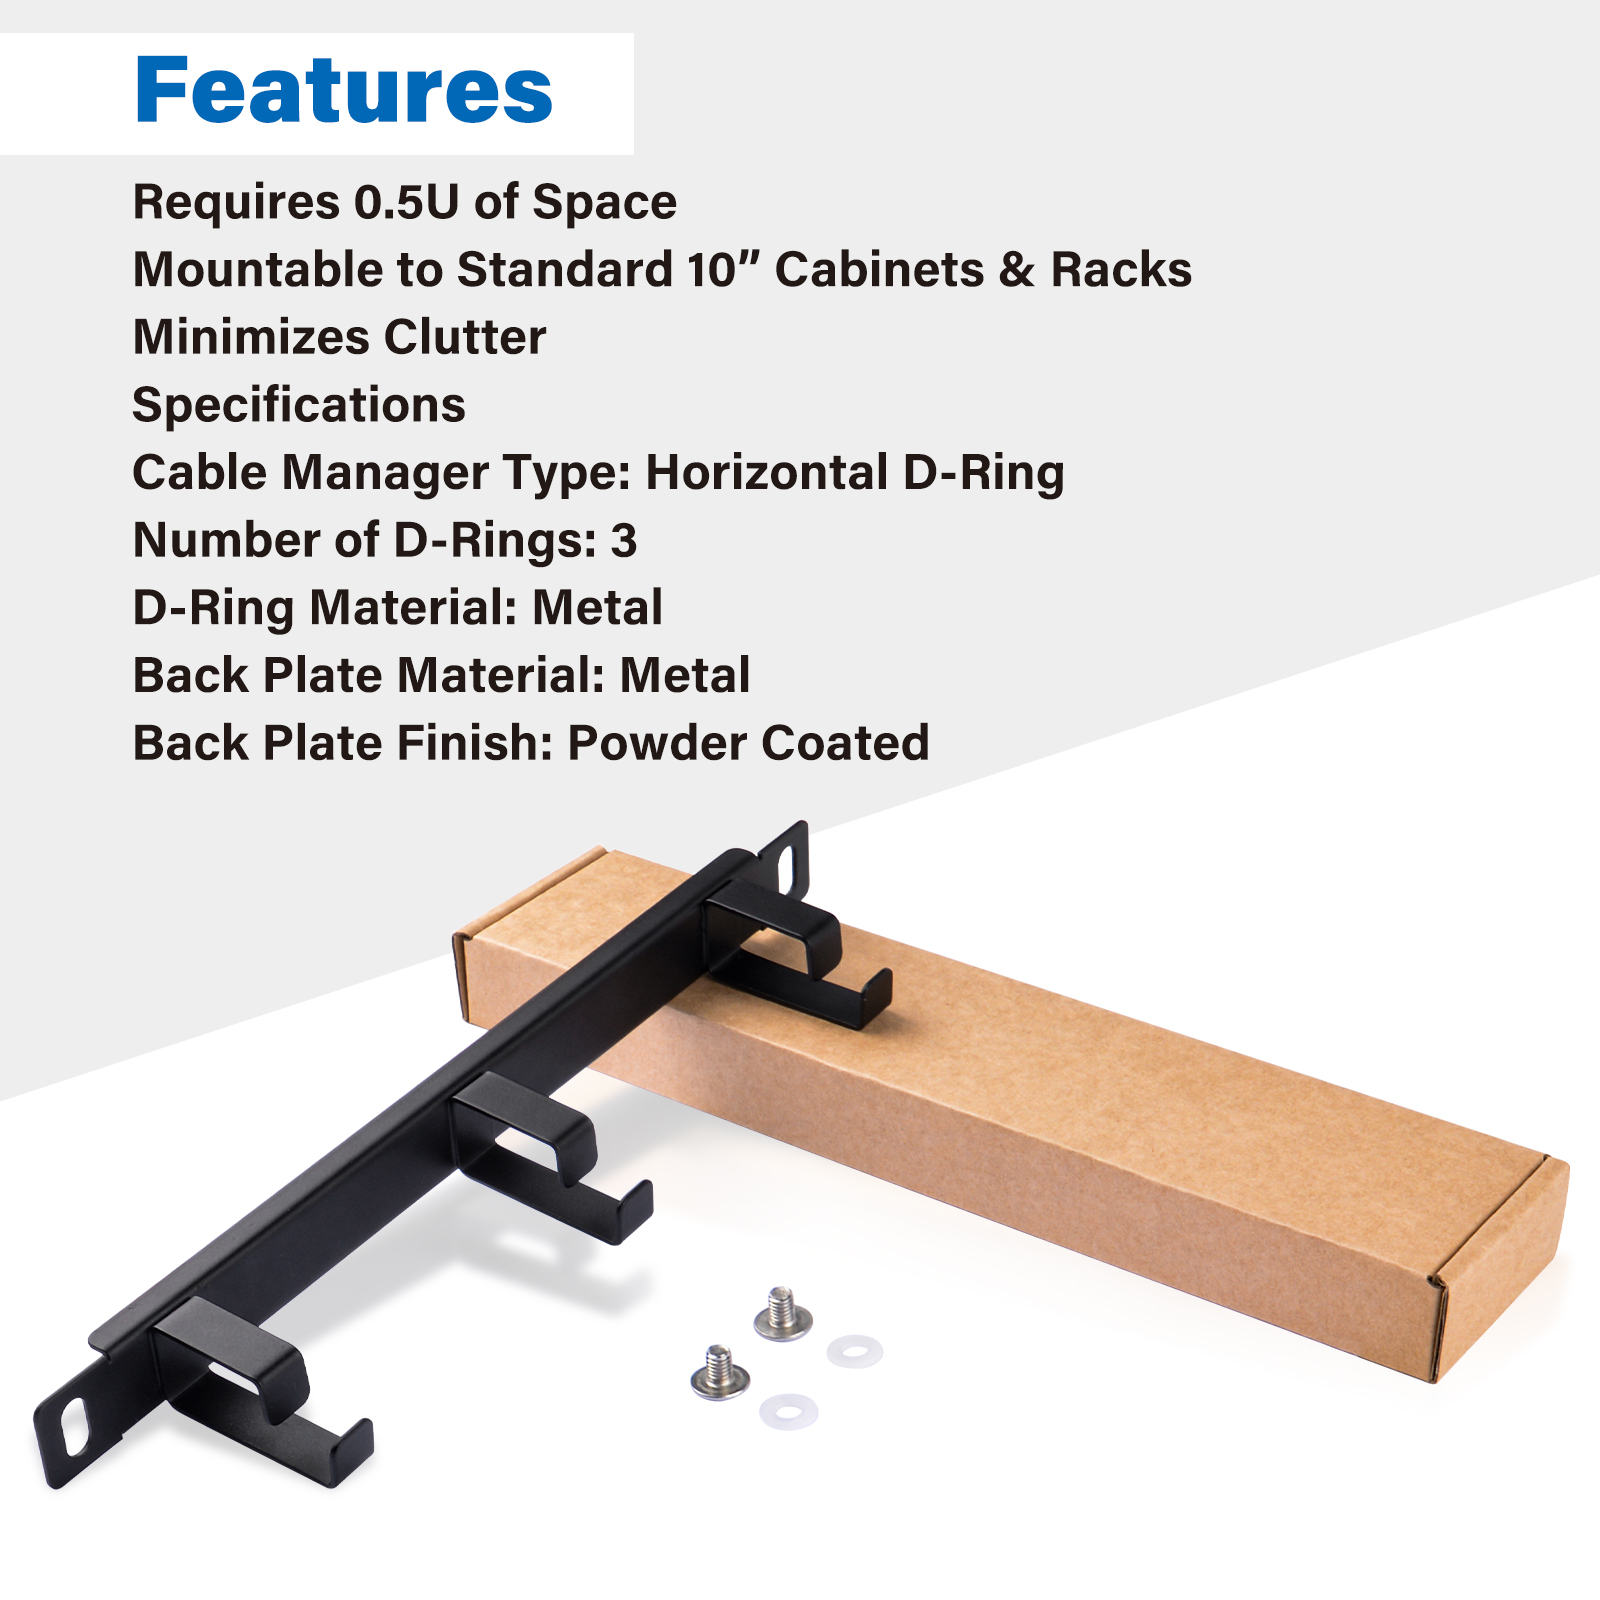 Features
Requires 0.5U of Space
Mountable to Standard 10″ Cabinets & Racks
Minimizes Clutter
Specifications
Cable Manager Type: Horizontal D-Ring
Number of D-Rings: 3
D-Ring Material: Metal
Back Plate Material: Metal
Back Plate Finish: Powder Coated